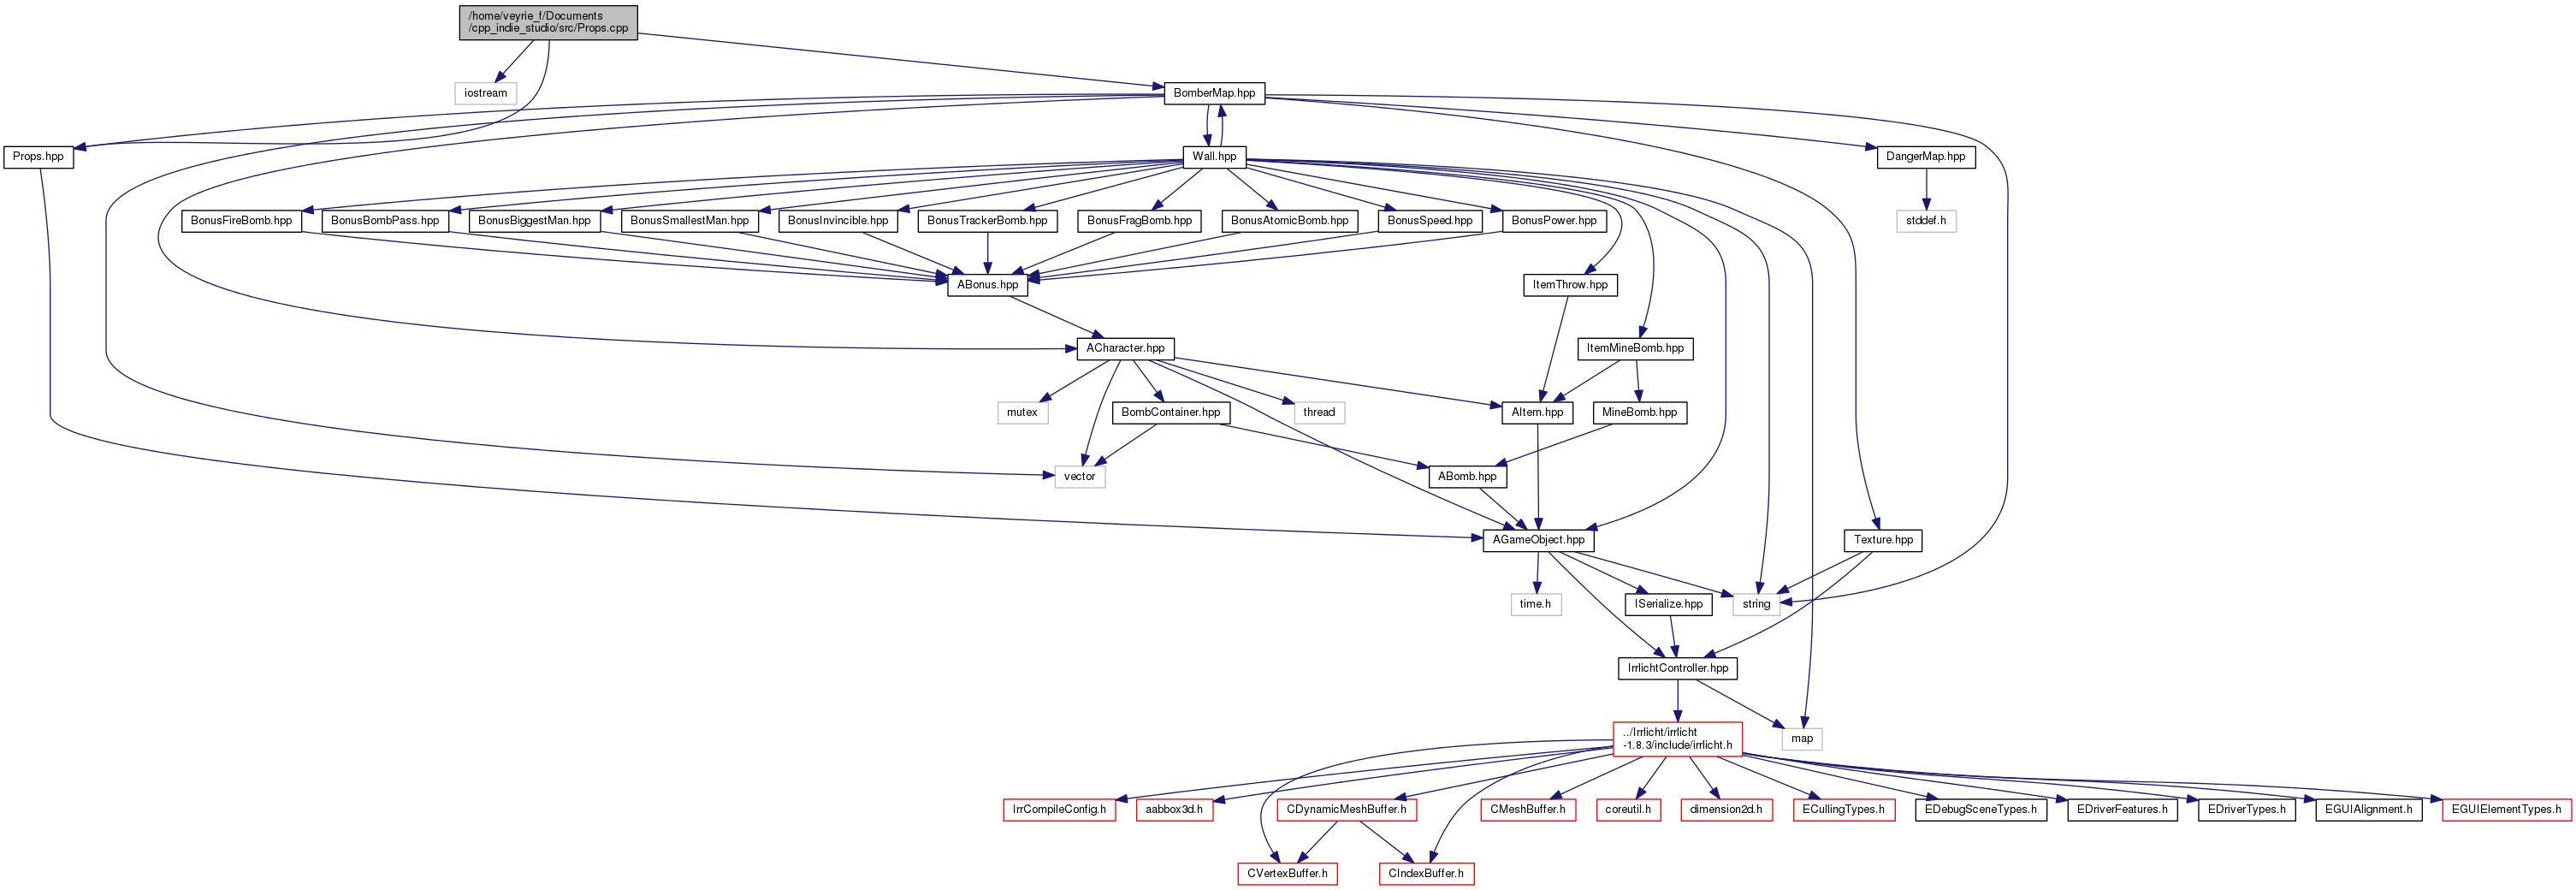 /home/veyrie_f/Documents
/cpp_indie_studio/src/Props.cpp
iostream
BomberMap.hpp
Props.hpp
Wall.hpp
DangerMap.hpp
BonusFireBomb.hpp
BonusBombPass.hpp
BonusBiggestMan.hpp
BonusSmallestMan.hpp
BonusInvincible.hpp
BonusTrackerBomb.hpp
BonusFragBomb.hpp
BonusAtomicBomb.hpp
BonusSpeed.hpp
BonusPower.hpp
stddef.h
ABonus.hpp
ItemThrow.hpp
ACharacter.hpp
ItemMineBomb.hpp
mutex
BombContainer.hpp
thread
AItem.hpp
MineBomb.hpp
vector
ABomb.hpp
AGameObject.hpp
Texture.hpp
time.h
ISerialize.hpp
string
IrrlichtController.hpp
../Irrlicht/irrlicht
-1.8.3/include/irrlicht.h
map
IrrCompileConfig.h
aabbox3d.h
CDynamicMeshBuffer.h
CMeshBuffer.h
coreutil.h
dimension2d.h
ECullingTypes.h
EDebugSceneTypes.h
EDriverFeatures.h
EDriverTypes.h
EGUIAlignment.h
EGUIElementTypes.h
CVertexBuffer.h
CIndexBuffer.h